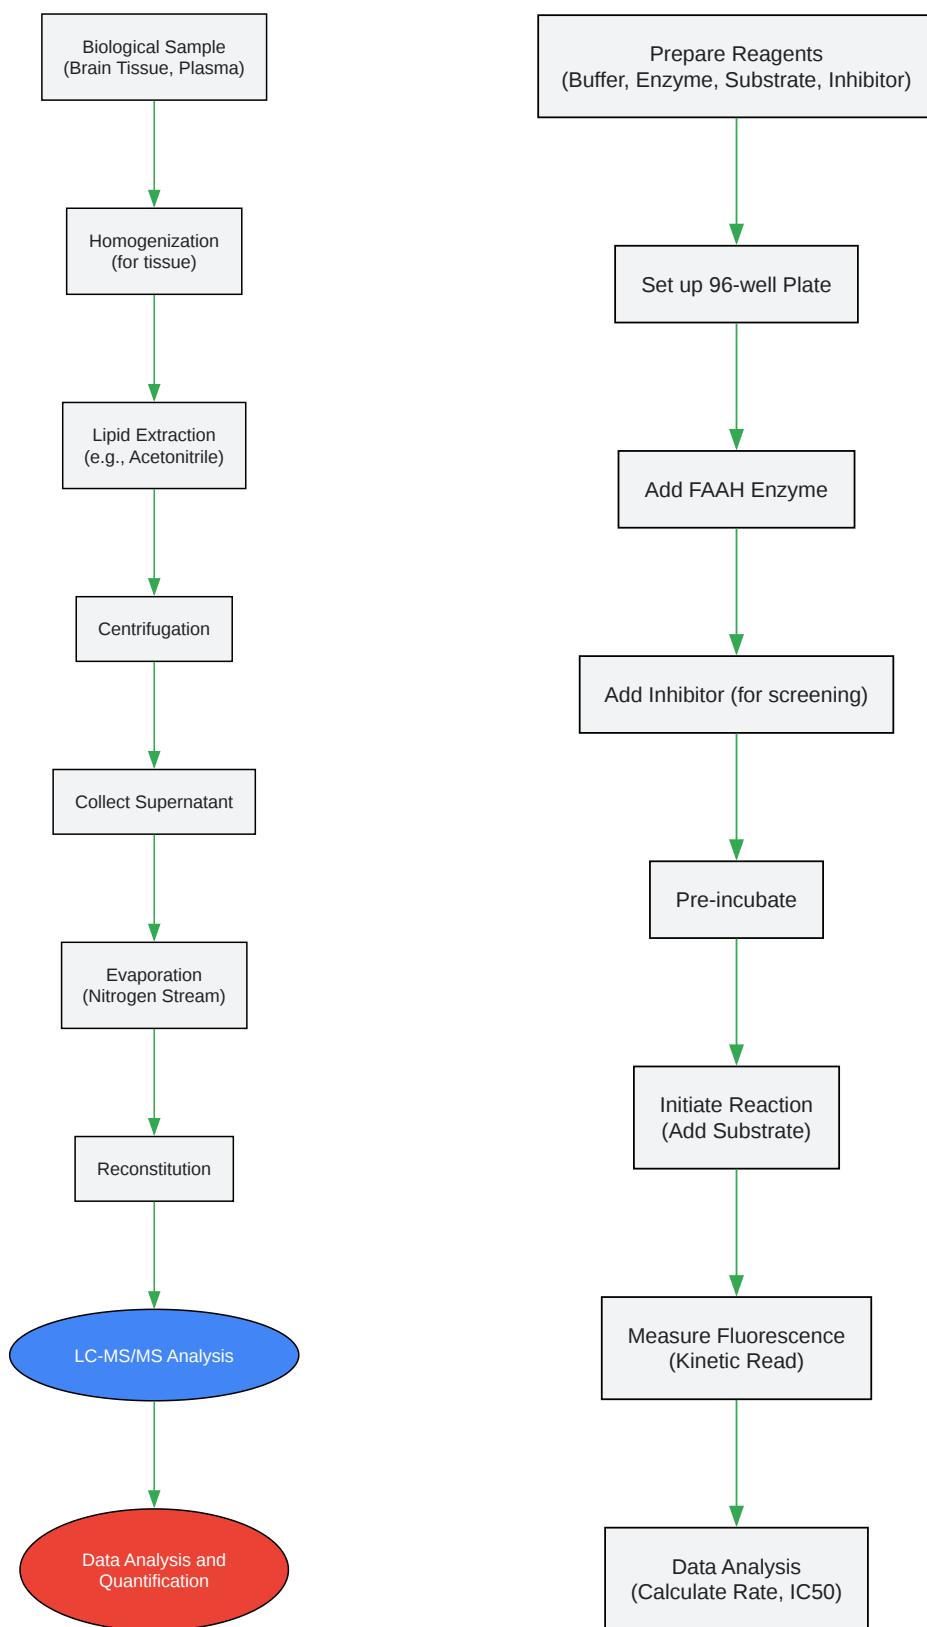 Biological Sample
(Brain Tissue, Plasma)
Homogenization
(for tissue)
Lipid Extraction
(e.g., Acetonitrile)
Centrifugation
Collect Supernatant
Evaporation
(Nitrogen Stream)
Reconstitution
LC-MS/MS Analysis
Data Analysis and
Quantification
Prepare Reagents
(Buffer, Enzyme, Substrate, Inhibitor)
Set up 96-well Plate
Add FAAH Enzyme
Add Inhibitor (for screening)
Pre-incubate
Initiate Reaction
(Add Substrate)
Measure Fluorescence
(Kinetic Read)
Data Analysis
(Calculate Rate, IC50)